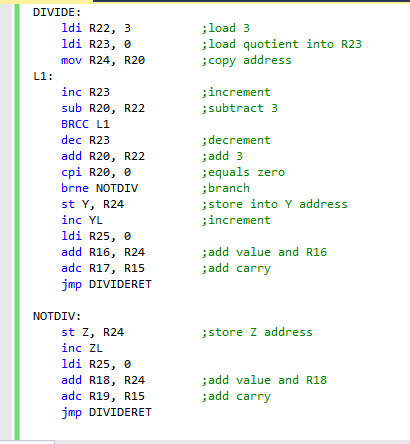 DIVIDE:
ldi R22, 3 ;load 3
ldi R23, 0 ;load quotient into R23
mov R24, R20 ;copy address
L1:
inc R23 ;increment
sub R20, R22 ;subtract 3
BRCC L1
dec R23 ;decrement
add R20, R22 ;add 3
cpi R20, 0 ;equals zero
brne NOTDIV ;branch
st Y, R24 ;store into Y address
inc YL ;increment
ldi R25, 0
add R16, R24 ;add value and R16
adc R17, R15 ;add carry
jmp DIVIDERET
NOTDIV:
st Z, R24 ;store Z address
inc ZL
ldi R25, 0
add R18, R24 ;add value and R18
adc R19, R15 ;add carry
jmp DIVIDERET